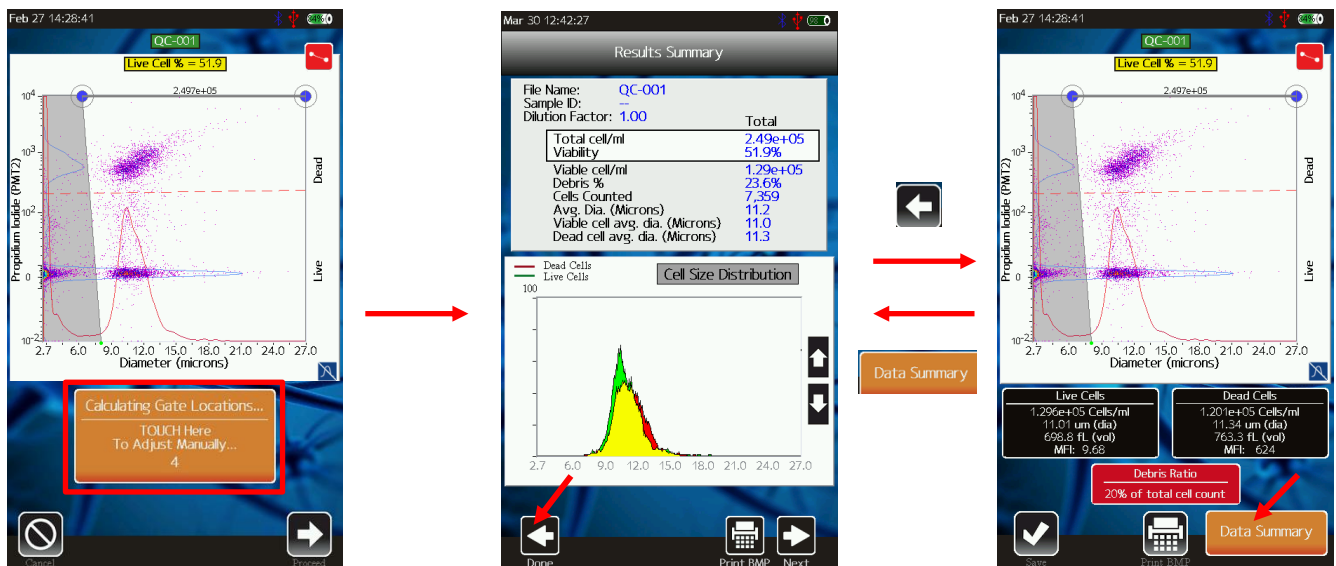 Feb 27 14:28:41
84%
QC-001
Live Cell % = 51.9
2.497e+05
10^4
10^3
10^2
0
10^-2
Propidium Iodide (PMT2)
Dead
Live
2.7 6.0 9.0 12.0 15.0 18.0 21.0 24.0 27.0
Diameter (microns)
Calculating Gate Locations...
TOUCH Here
To Adjust Manually...
4
Cancel
Proceed
Mar 30 12:42:27
Results Summary
File Name: QC-001
Sample ID: --
Dilution Factor: 1.00
Total
Total cell/ml 2.49e+05
Viability 51.9%
Viable cell/ml 1.29e+05
Debris % 23.6%
Cells Counted 7,359
Avg. Dia. (Microns) 11.2
Viable cell avg. dia. (Microns) 11.0
Dead cell avg. dia. (Microns) 11.3
Dead Cells
Live Cells
Cell Size Distribution
100
2.7 6.0 9.0 12.0 15.0 18.0 21.0 24.0 27.0
Done
Print BMP
Next
Data Summary
Feb 27 14:28:41
84%
QC-001
Live Cell % = 51.9
2.497e+05
10^4
10^3
10^2
0
10^-2
Propidium Iodide (PMT2)
Dead
Live
2.7 6.0 9.0 12.0 15.0 18.0 21.0 24.0 27.0
Diameter (microns)
Live Cells
1.296e+05 Cells/ml
11.01 um (dia)
698.8 fL (vol)
MFI: 9.68
Dead Cells
1.201e+05 Cells/ml
11.34 um (dia)
763.3 fL (vol)
MFI: 624
Debris Ratio
20% of total cell count
Save
Print BMP
Data Summary